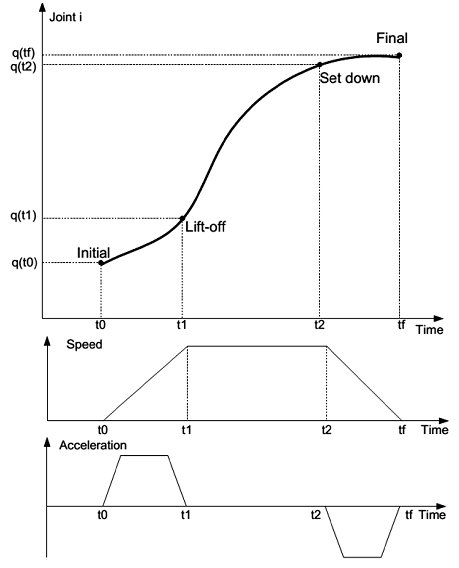 Joint i
q(tf)
q(t2)
Final
Set down
q(t1)
Lift-off
Initial
q(t0)
t0 t1 t2 tf
Time
Speed
t0 t1 t2 tf Time
Acceleration
t0 t1 t2 tf Time